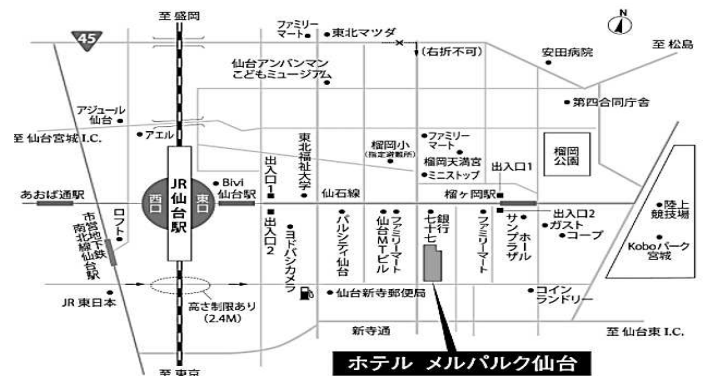 至 盛岡
45
ファミリー
マート
東北マツダ
(右折不可)
安田病院
至 松島
N
仙台アンパンマン
こどもミュージアム
第四合同庁舎
アジュール
仙台
至 仙台宮城 I.C.
アエル
東北福祉大学
榴岡小
(指定避難所)
ファミリー
マート
榴岡天満宮
ミニストップ
出入口1
榴岡
公園
あおば通駅
西口
JR仙台駅
東口
Bivi
仙台駅
出入口1
出入口2
仙石線
榴ヶ岡駅
出入口2
陸上
競技場
Koboパーク
宮城
市営地下鉄
南北線仙台駅
ロフト
ヨドバシカメラ
パルシティ仙台
仙台MTビル
ファミリーマート
七十七
銀行
ファミリーマート
サンプラザ
ホール
ガスト
コープ
JR東日本
高さ制限あり
(2.4M)
仙台新寺郵便局
コイン
ランドリー
新寺通
至 仙台東 I.C.
至 東京
ホテル メルパルク仙台